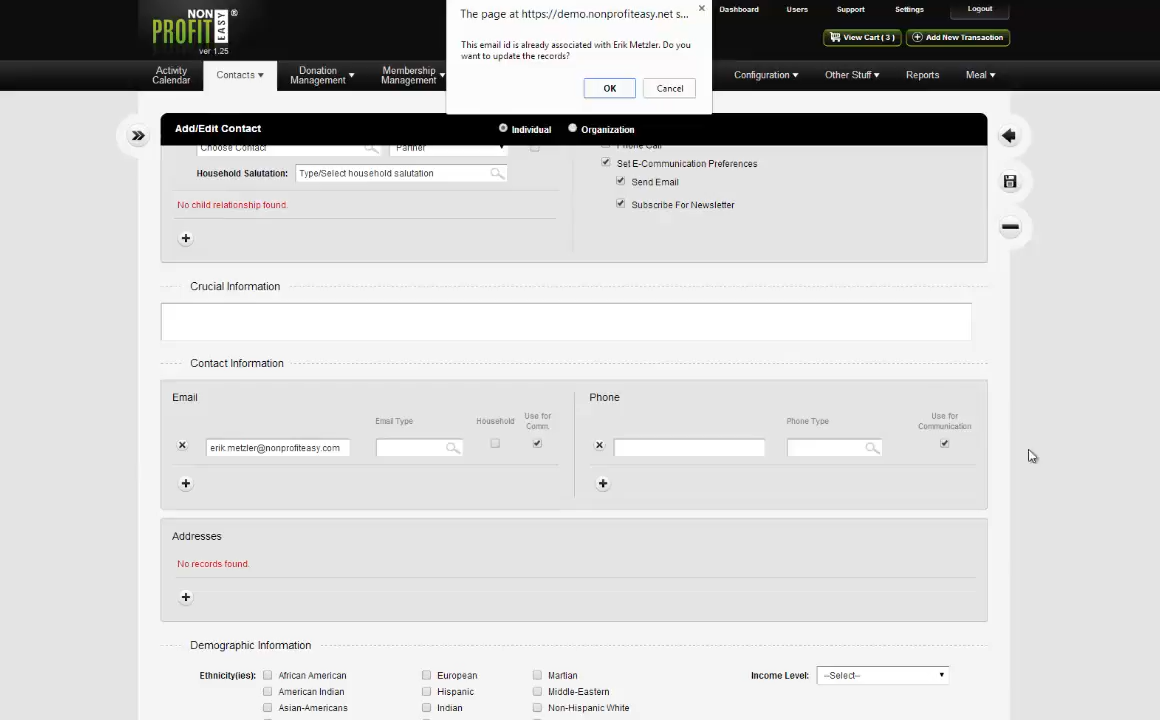 NON
PROFIT EASY ®
ver 1.25
The page at https://demo.nonprofiteasy.net s...
This email id is already associated with Erik Metzler. Do you
want to update the records?
OK
Cancel
Dashboard
Users
Support
Settings
Logout
View Cart ( 3 )
Add New Transaction
Activity
Calendar
Contacts
Donation
Management
Membership
Management
Configuration
Other Stuff
Reports
Meal
Add/Edit Contact
Individual
Organization
Choose Contact
Partner
Phone Call
Household Salutation:
Type/Select household salutation
Set E-Communication Preferences
Send Email
Subscribe For Newsletter
No child relationship found.
Crucial Information
Contact Information
Email
Email Type
Household
Use for
Comm.
erik.metzler@nonprofiteasy.com
Phone
Phone Type
Use for
Communication
Addresses
No records found.
Demographic Information
Ethnicity(ies):
African American
European
Martian
Income Level:
--Select--
American Indian
Hispanic
Middle-Eastern
Asian-Americans
Indian
Non-Hispanic White